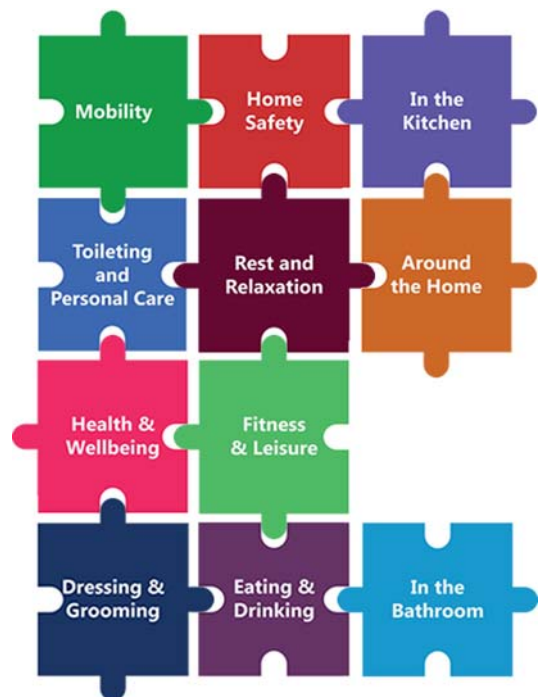 Mobility
Home
Safety
In the
Kitchen
Toileting
and
Personal Care
Rest and
Relaxation
Around
the Home
Health &
Wellbeing
Fitness
& Leisure
Dressing &
Grooming
Eating &
Drinking
In the
Bathroom